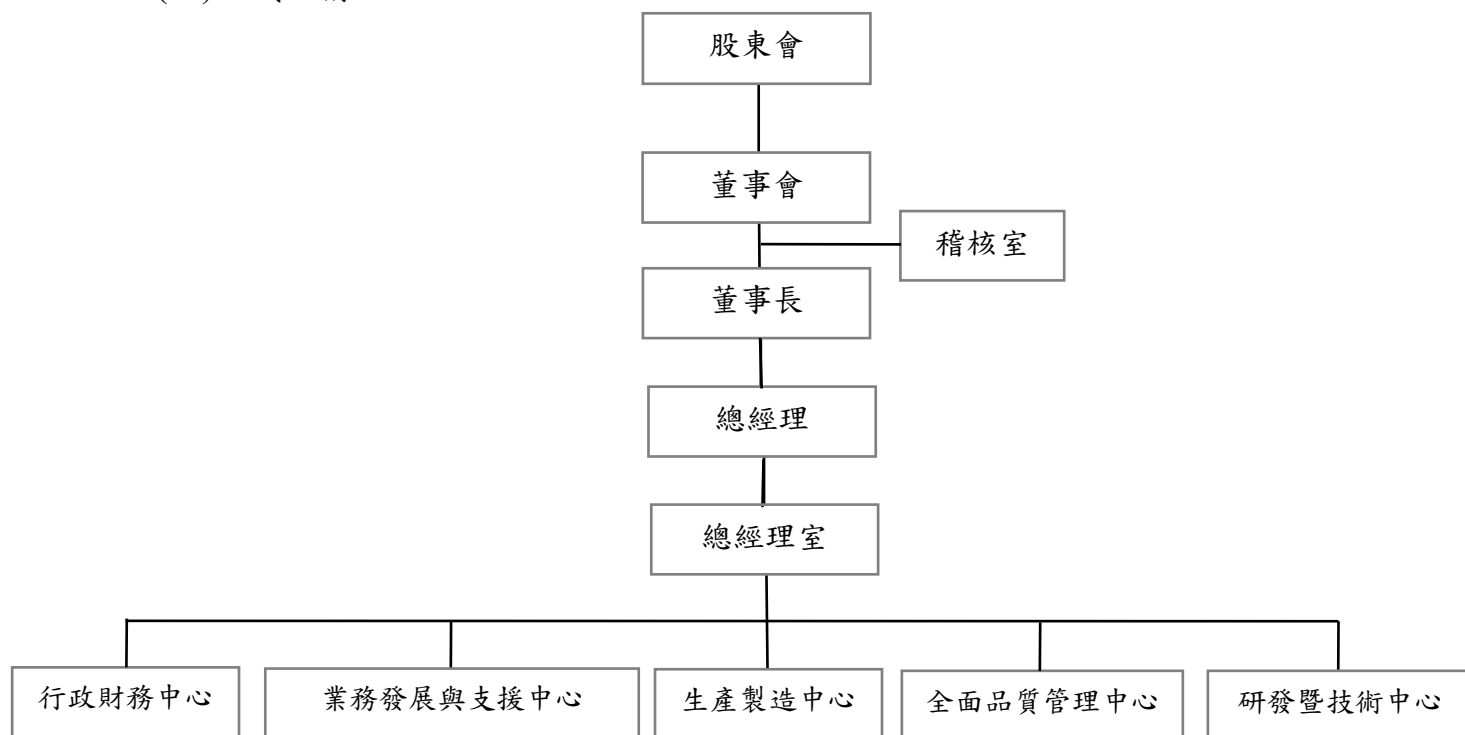 股東會
董事會
稽核室
董事長
總經理
總經理室
行政財務中心
業務發展與支援中心
生產製造中心
全面品質管理中心
研發暨技術中心